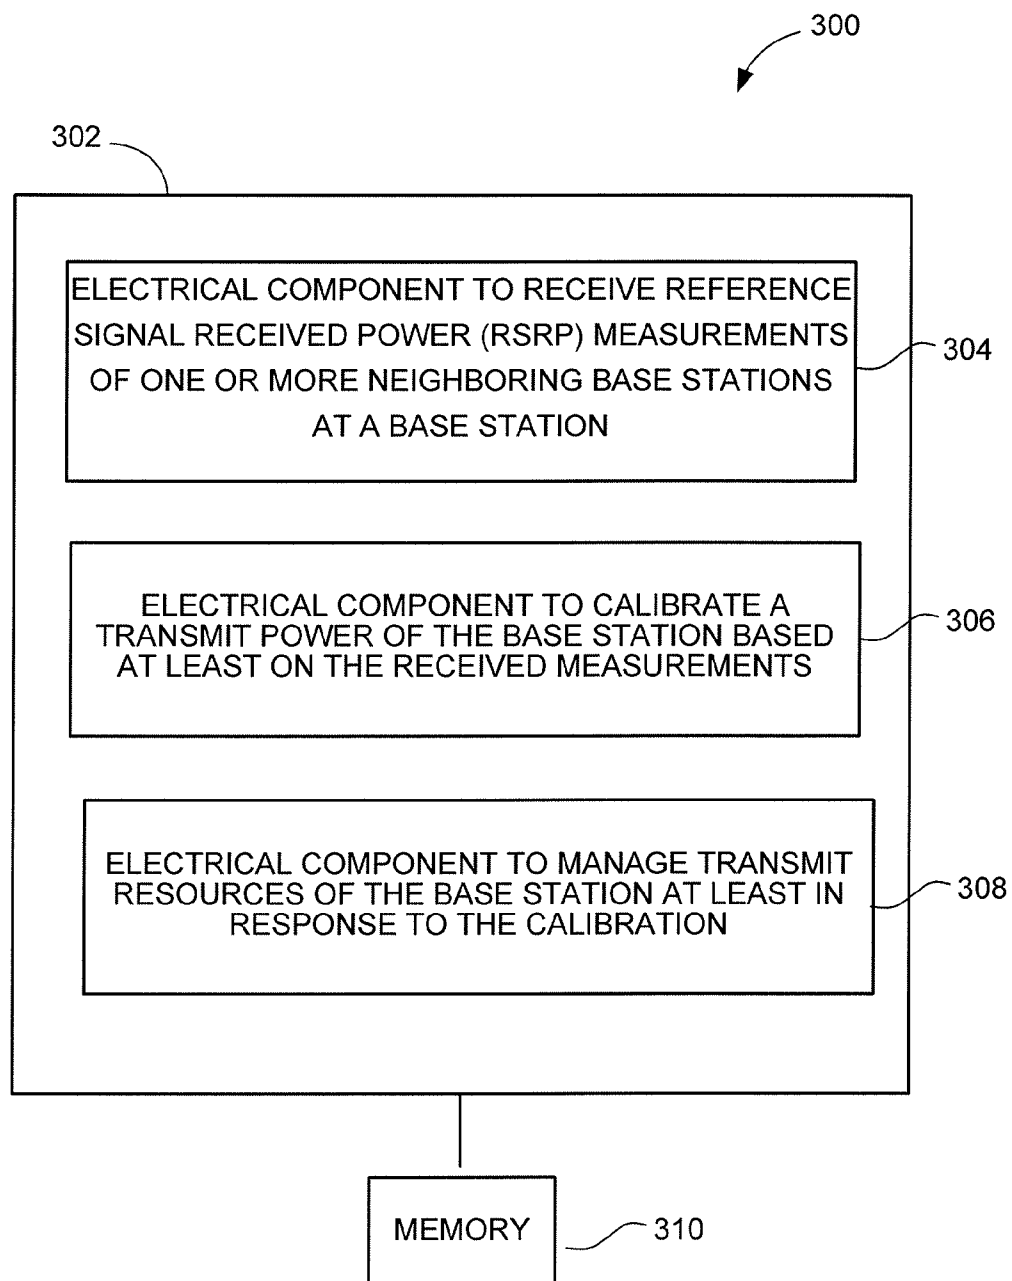 300
302
ELECTRICAL COMPONENT TO RECEIVE REFERENCE
SIGNAL RECEIVED POWER (RSRP) MEASUREMENTS
OF ONE OR MORE NEIGHBORING BASE STATIONS
AT A BASE STATION
304
ELECTRICAL COMPONENT TO CALIBRATE A
TRANSMIT POWER OF THE BASE STATION BASED
AT LEAST ON THE RECEIVED MEASUREMENTS
306
ELECTRICAL COMPONENT TO MANAGE TRANSMIT
RESOURCES OF THE BASE STATION AT LEAST IN
RESPONSE TO THE CALIBRATION
308
MEMORY
310